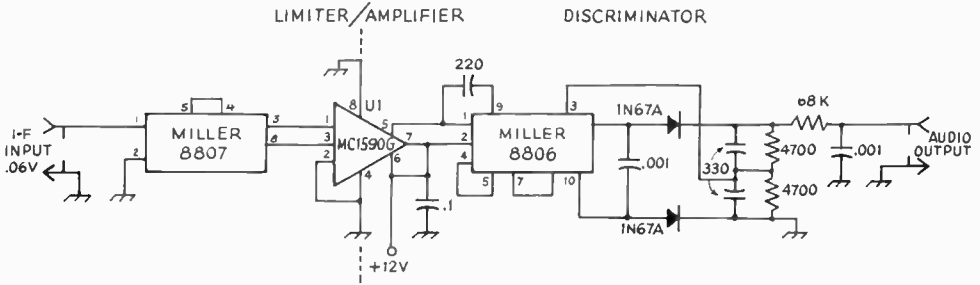 LIMITER/AMPLIFIER
DISCRIMINATOR
I-F
INPUT
.06V
1
2
5
4
MILLER
8807
3
8
8
U1
1
3
2
MC1590G
5
7
6
4
220
.1
+12V
1
9
3
2
4
MILLER
8806
5
7
10
1N67A
.001
1N67A
330
68K
4700
4700
.001
AUDIO
OUTPUT